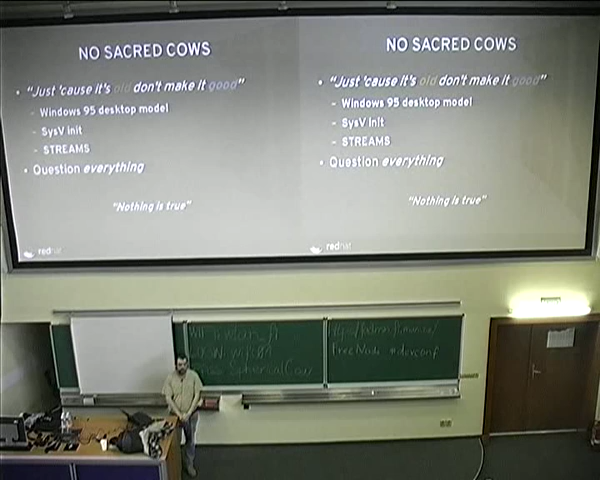 NO SACRED COWS
"Just 'cause it's old don't make it good"
Windows 95 desktop model
SysV init
STREAMS
Question everything
"Nothing is true"
redhat
NO SACRED COWS
"Just 'cause it's old don't make it good"
Windows 95 desktop model
SysV init
STREAMS
Question everything
"Nothing is true"
redhat
SphericalCow
FreeNode #devconf